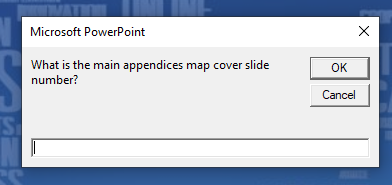 Microsoft PowerPoint
What is the main appendices map cover slide
number?
OK
Cancel